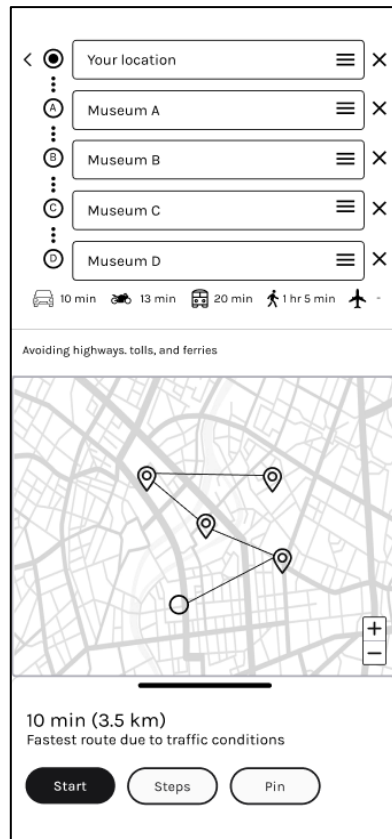 Your location
A Museum A
B Museum B
C Museum C
D Museum D
10 min 13 min 20 min 1 hr 5 min -
Avoiding highways. tolls, and ferries
+
−
10 min (3.5 km)
Fastest route due to traffic conditions
Start Steps Pin